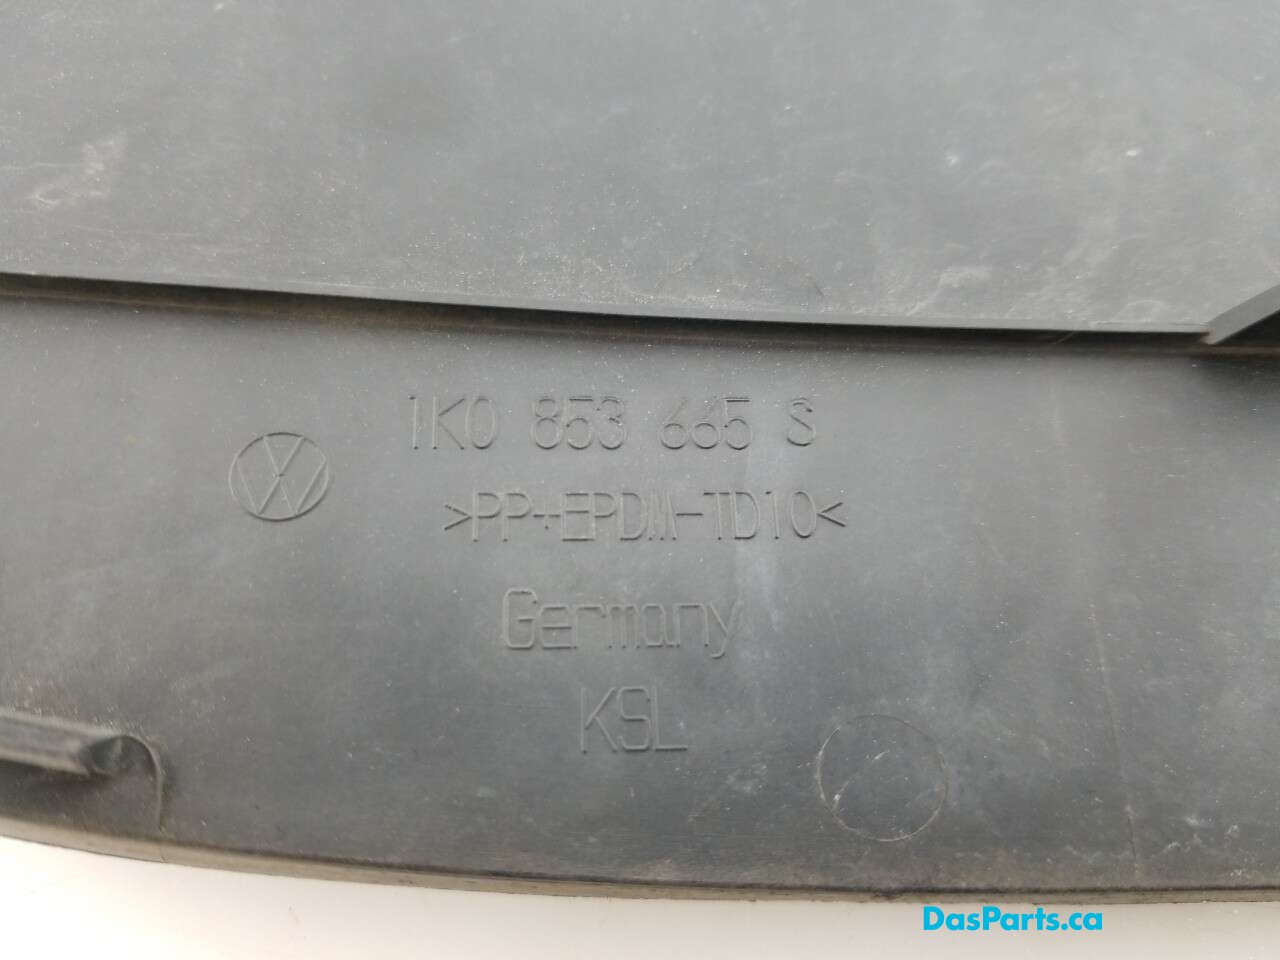 1K0 853 665 S
>PP+EPDM-TD10<
Germany
KSL
DasParts.ca